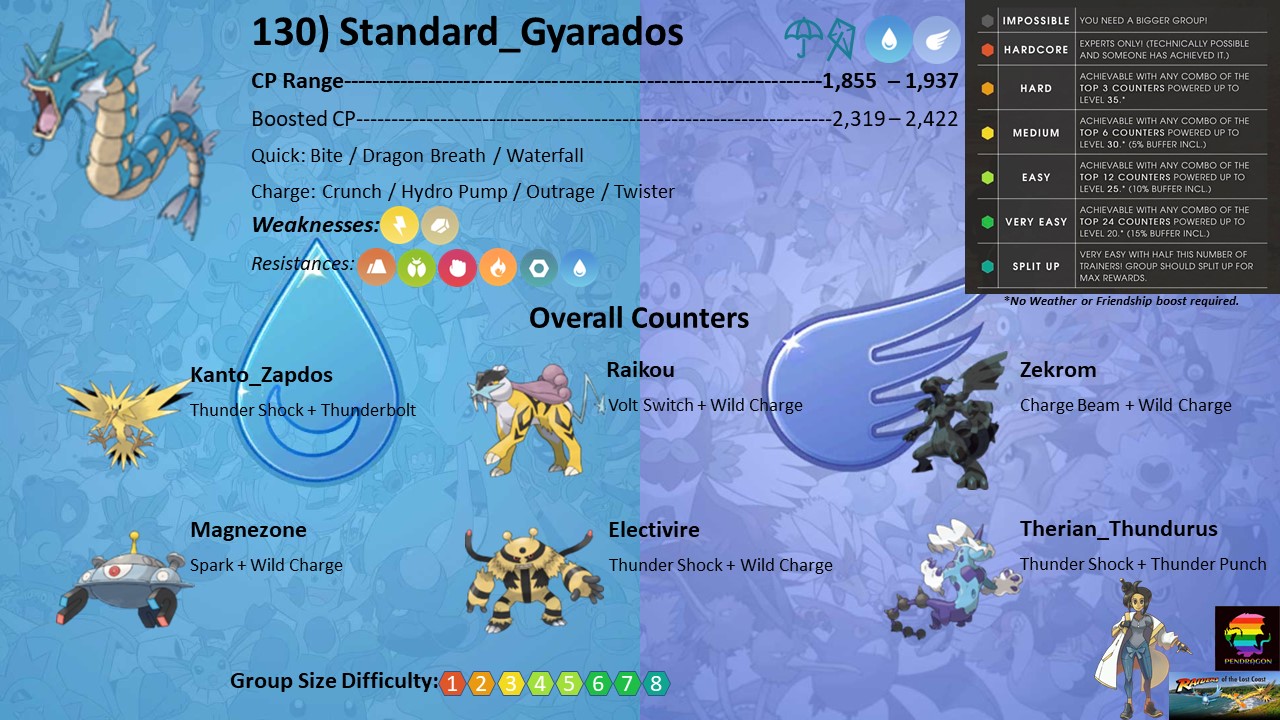 130) Standard_Gyarados
CP Range--------------------------------------------------------------------1,855 – 1,937
Boosted CP--------------------------------------------------------------------2,319 – 2,422
Quick: Bite / Dragon Breath / Waterfall
Charge: Crunch / Hydro Pump / Outrage / Twister
Weaknesses:
Resistances:
IMPOSSIBLE YOU NEED A BIGGER GROUP!
HARDCORE EXPERTS ONLY! (TECHNICALLY POSSIBLE
AND SOMEONE HAS ACHIEVED IT.)
HARD ACHIEVABLE WITH ANY COMBO OF THE
TOP 3 COUNTERS POWERED UP TO
LEVEL 35.*
MEDIUM ACHIEVABLE WITH ANY COMBO OF THE
TOP 6 COUNTERS POWERED UP TO
LEVEL 30.* (5% BUFFER INCL.)
EASY ACHIEVABLE WITH ANY COMBO OF THE
TOP 12 COUNTERS POWERED UP TO
LEVEL 25.* (10% BUFFER INCL.)
VERY EASY ACHIEVABLE WITH ANY COMBO OF THE
TOP 24 COUNTERS POWERED UP TO
LEVEL 20.* (15% BUFFER INCL.)
SPLIT UP VERY EASY WITH HALF THIS NUMBER OF
TRAINERS! GROUP SHOULD SPLIT UP FOR
MAX REWARDS.
*No Weather or Friendship boost required.
Overall Counters
Kanto_Zapdos
Thunder Shock + Thunderbolt
Raikou
Volt Switch + Wild Charge
Zekrom
Charge Beam + Wild Charge
Magnezone
Spark + Wild Charge
Electivire
Thunder Shock + Wild Charge
Therian_Thundurus
Thunder Shock + Thunder Punch
Group Size Difficulty: 1 2 3 4 5 6 7 8
PENDRAGON
RAIDERS of the Lost Coast